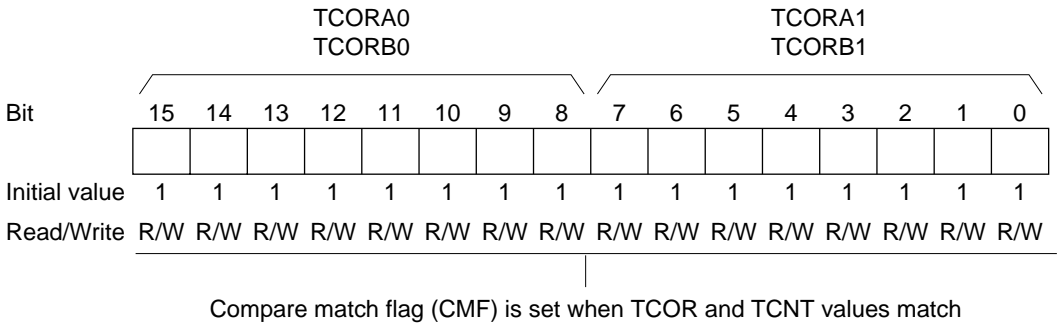 TCORA0 TCORA1
TCORB0 TCORB1
Bit 15 14 13 12 11 10 9 8 7 6 5 4 3 2 1 0
Initial value 1 1 1 1 1 1 1 1 1 1 1 1 1 1 1 1
Read/Write R/W R/W R/W R/W R/W R/W R/W R/W R/W R/W R/W R/W R/W R/W R/W R/W
Compare match flag (CMF) is set when TCOR and TCNT values match